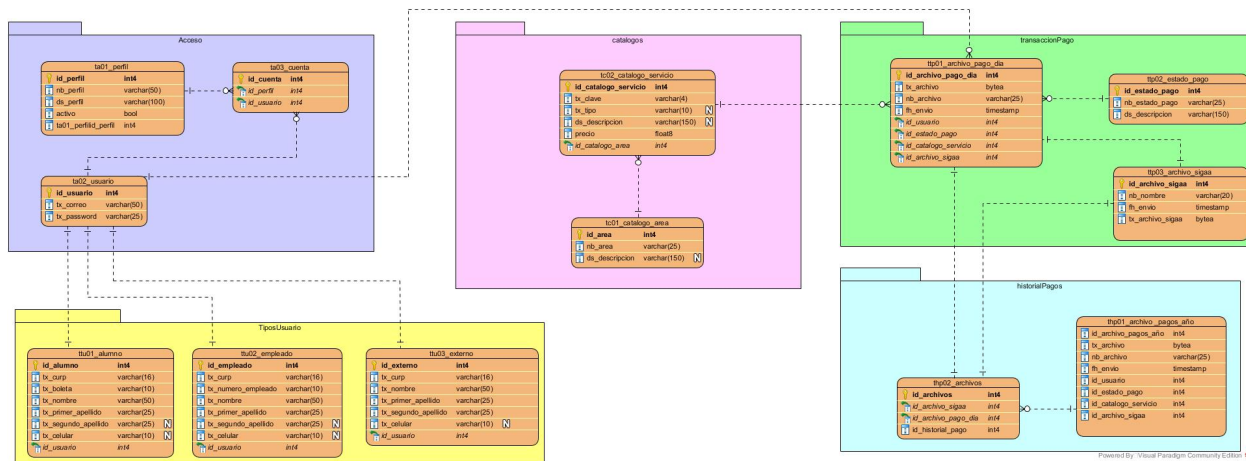 Acceso
ta01_perfil
id_perfil int4
nb_perfil varchar(50)
ds_perfil varchar(100)
activo bool
ta01_perfilid_perfil int4
ta03_cuenta
id_cuenta int4
id_perfil int4
id_usuario int4
ta02_usuario
id_usuario int4
tx_correo varchar(50)
tx_password varchar(25)
catalogos
tc02_catalogo_servicio
id_catalogo_servicio int4
tx_clave varchar(4)
tx_tipo varchar(10) N
ds_descripcion varchar(150) N
precio float8
id_catalogo_area int4
tc01_catalogo_area
id_area int4
nb_area varchar(25)
ds_descripcion varchar(150) N
transaccionPago
ttp01_archivo_pago_dia
id_archivo_pago_dia int4
tx_archivo bytea
nb_archivo varchar(25)
fh_envio timestamp
id_usuario int4
id_estado_pago int4
id_catalogo_servicio int4
id_archivo_sigaa int4
ttp02_estado_pago
id_estado_pago int4
nb_estado_pago varchar(25)
ds_descripcion varchar(150)
ttp03_archivo_sigaa
id_archivo_sigaa int4
nb_nombre varchar(20)
fh_envio timestamp
tx_archivo_sigaa bytea
TiposUsuario
ttu01_alumno
id_alumno int4
tx_curp varchar(16)
tx_boleta varchar(10)
tx_nombre varchar(50)
tx_primer_apellido varchar(25)
tx_segundo_apellido varchar(25) N
tx_celular varchar(10) N
id_usuario int4
ttu02_empleado
id_empleado int4
tx_curp varchar(16)
tx_numero_empleado varchar(10)
tx_nombre varchar(50)
tx_primer_apellido varchar(25)
tx_segundo_apellido varchar(25) N
tx_celular varchar(10) N
id_usuario int4
ttu03_externo
id_externo int4
tx_curp varchar(16)
tx_nombre varchar(50)
tx_primer_apellido varchar(25)
tx_segundo_apellido varchar(25)
tx_celular varchar(10) N
id_usuario int4
historialPagos
thp02_archivos
id_archivos int4
id_archivo_sigaa int4
id_archivo_pago_dia int4
id_historial_pago int4
thp01_archivo_pagos_año
id_archivo_pagos_año int4
tx_archivo bytea
nb_archivo varchar(25)
fh_envio timestamp
id_usuario int4
id_estado_pago int4
id_catalogo_servicio int4
id_archivo_sigaa int4
Powered By Visual Paradigm Community Edition